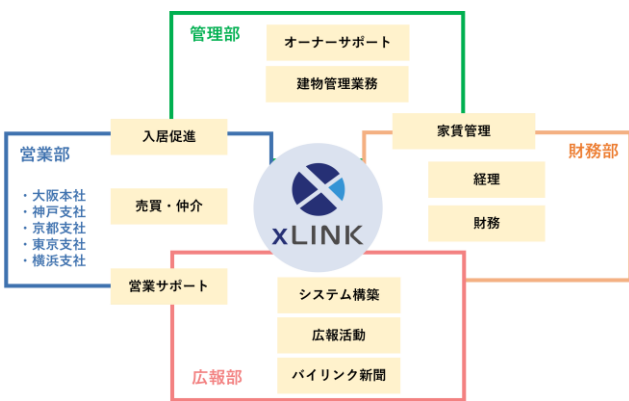 管理部
オーナーサポート
建物管理業務
入居促進
家賃管理
営業部
財務部
・大阪本社
・神戸支社
・京都支社
・東京支社
・横浜支社
売買・仲介
経理
財務
xLINK
営業サポート
システム構築
広報活動
バイリンク新聞
広報部